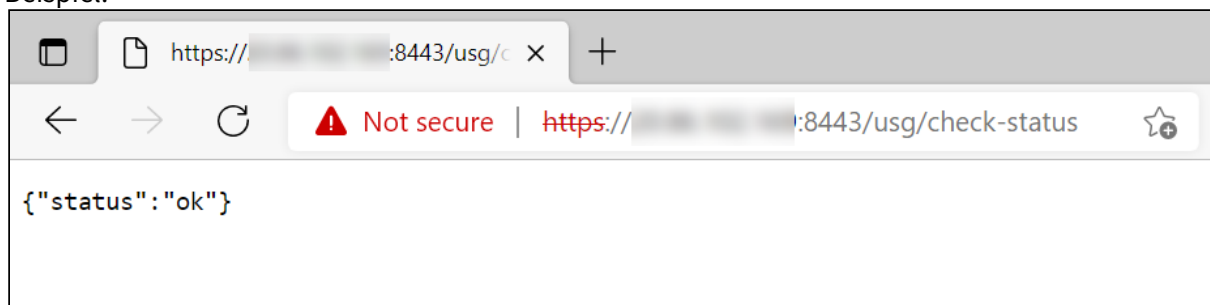 Beispiel:
https:// :8443/usg/c
Not secure | https:// :8443/usg/check-status
{"status":"ok"}